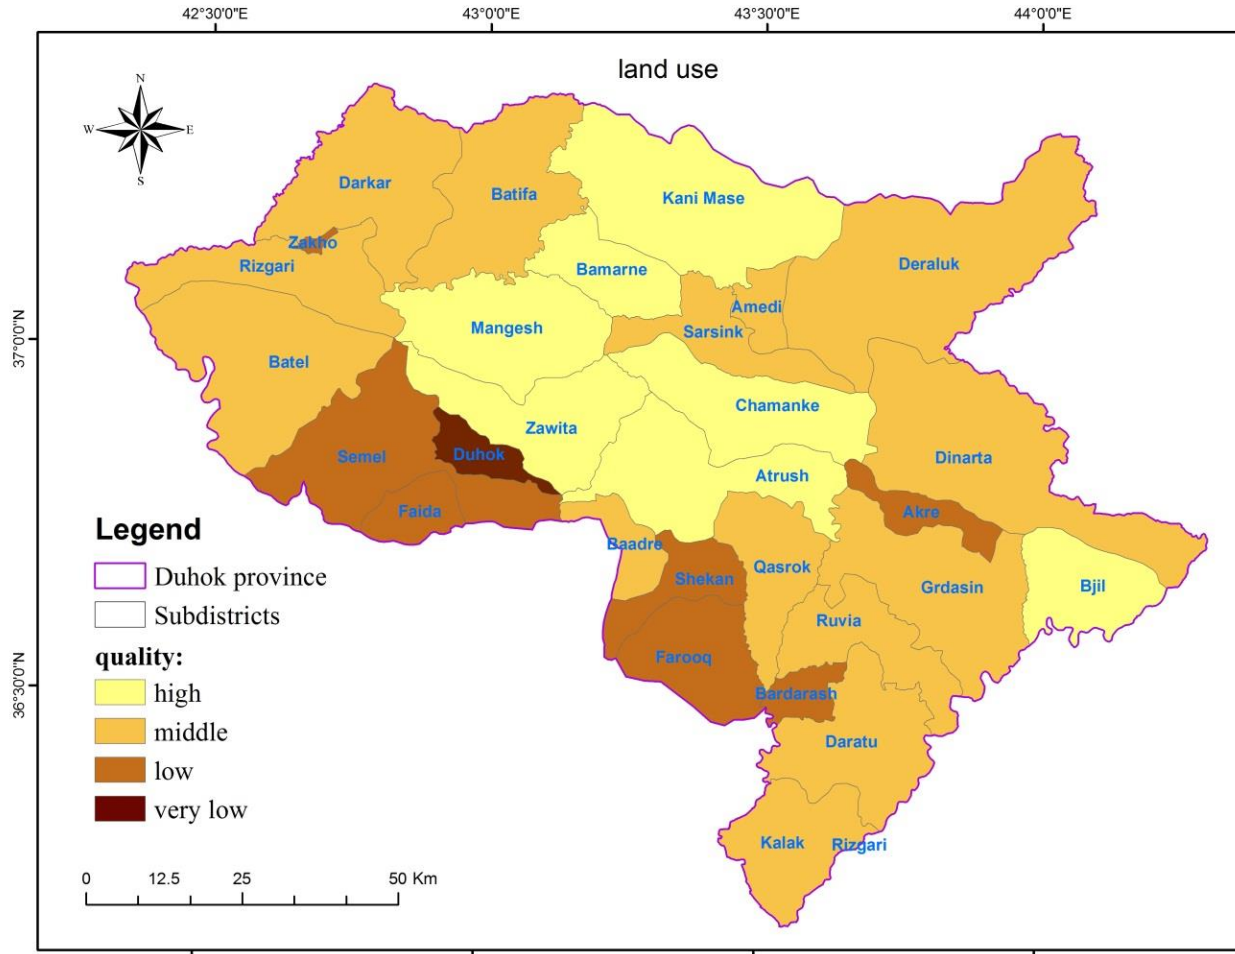 42°30'0"E
43°0'0"E
43°30'0"E
44°0'0"E
land use
N
W
E
S
Darkar
Batifa
Kani Mase
Zakho
Rizgari
Bamarne
Deraluk
Amedi
Mangesh
Sarsink
37°0'0"N
Batel
Chamanke
Zawita
Semel
Duhok
Dinarta
Atrush
Faida
Akre
Legend
Baadre
Duhok province
Shekan
Qasrok
Grdasin
Bjil
Subdistricts
Ruvia
quality:
Farooq
36°30'0"N
high
Bardarash
middle
Daratu
low
very low
Kalak
Rizgari
0 12.5 25 50 Km